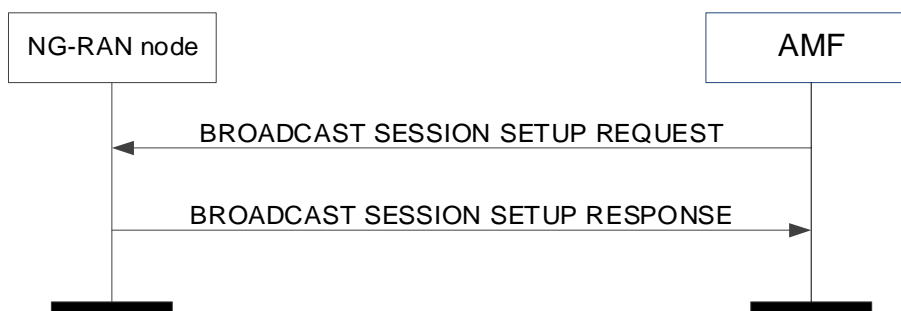 NG-RAN node
AMF
BROADCAST SESSION SETUP REQUEST
BROADCAST SESSION SETUP RESPONSE